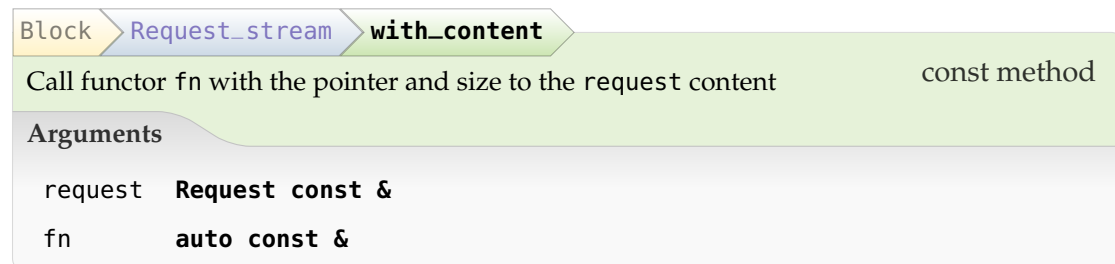 Block Request_stream with_content
Call functor fn with the pointer and size to the request content const method
Arguments
request Request const &
fn auto const &